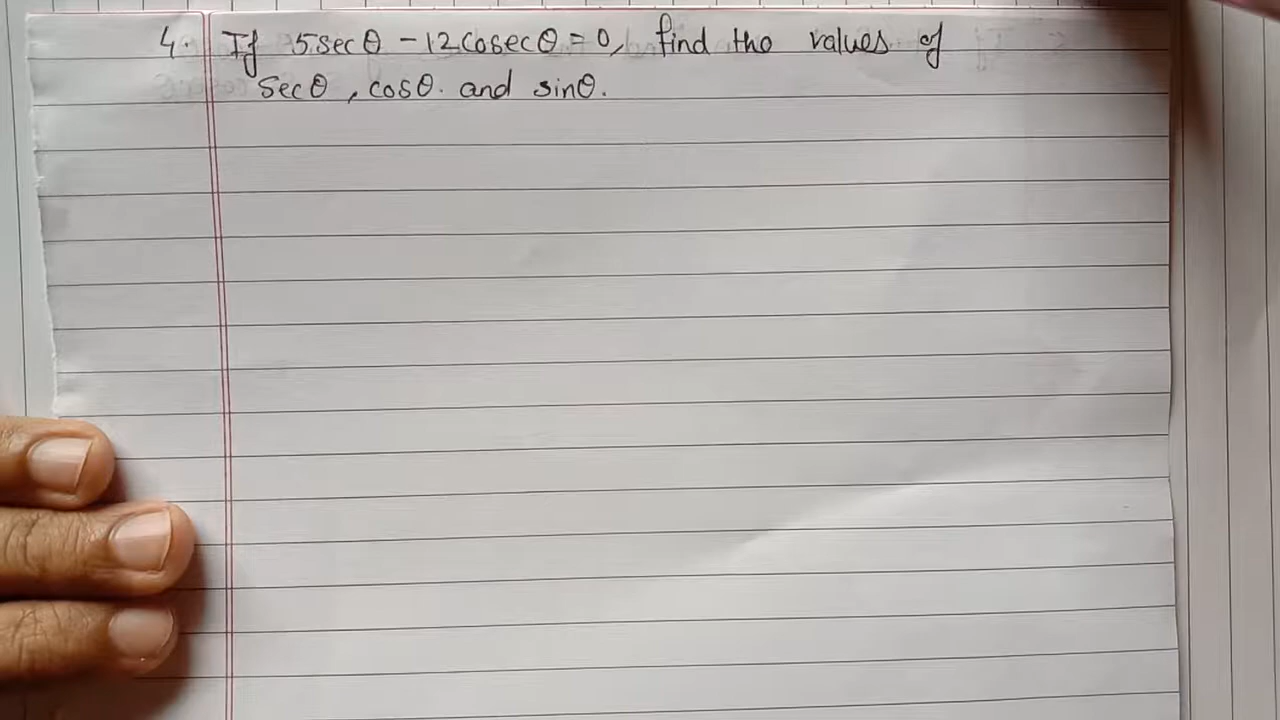 4. If 5secθ - 12cosecθ = 0, find the values of
secθ, cosθ. and sinθ.